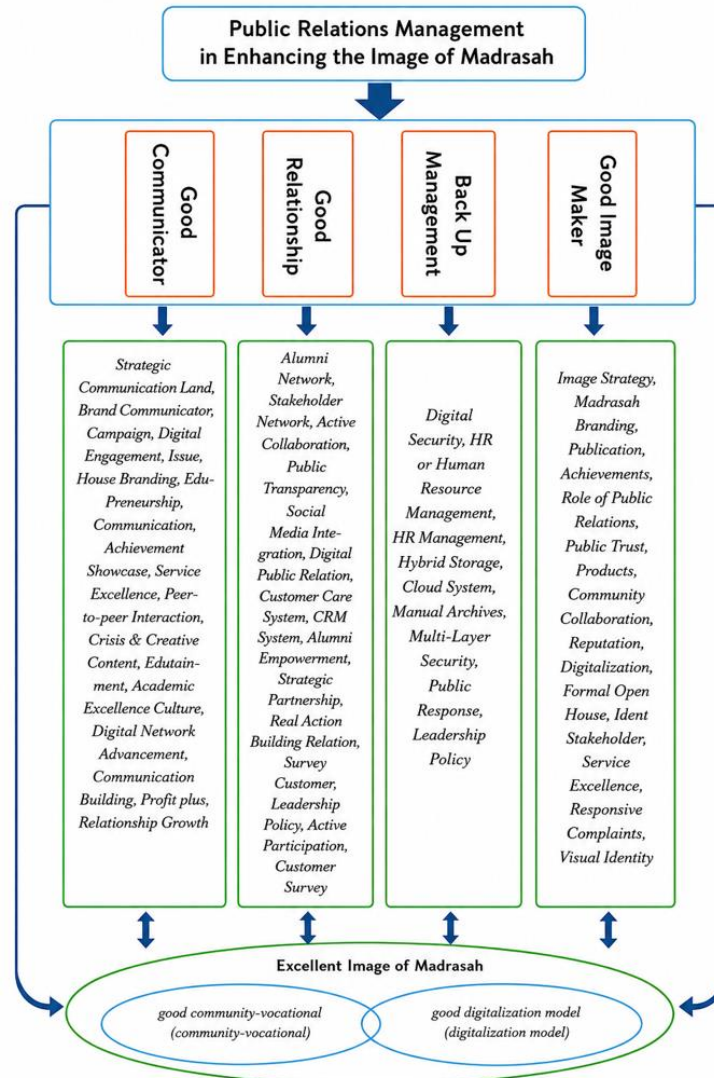 Public Relations Management
in Enhancing the Image of Madrasah
Good
Communicator
Good
Relationship
Back Up
Management
Good Image
Maker
Strategic
Communication Land,
Brand Communicator,
Campaign, Digital
Engagement, Issue,
House Branding, Edu-
Preneurship,
Communication,
Achievement
Showcase, Service
Excellence, Peer-
to-peer Interaction,
Crisis & Creative
Content, Edutain-
ment, Academic
Excellence Culture,
Digital Network
Advancement,
Communication
Building, Profit plus,
Relationship Growth
Alumni
Network,
Stakeholder
Network, Active
Collaboration,
Public
Transparency,
Social
Media Inte-
gration, Digital
Public Relation,
Customer Care
System, CRM
System, Alumni
Empowerment,
Strategic
Partnership,
Real Action
Building Relation,
Survey
Customer,
Leadership
Policy, Active
Participation,
Customer
Survey
Digital
Security, HR
or Human
Resource
Management,
HR Management,
Hybrid Storage,
Cloud System,
Manual Archives,
Multi-Layer
Security,
Public
Response,
Leadership
Policy
Image Strategy,
Madrasah
Branding,
Publication,
Achievements,
Role of Public
Relations,
Public Trust,
Products,
Community
Collaboration,
Reputation,
Digitalization,
Formal Open
House, Ident
Stakeholder,
Service
Excellence,
Responsive
Complaints,
Visual Identity
Excellent Image of Madrasah
good community-vocational
(community-vocational)
good digitalization model
(digitalization model)